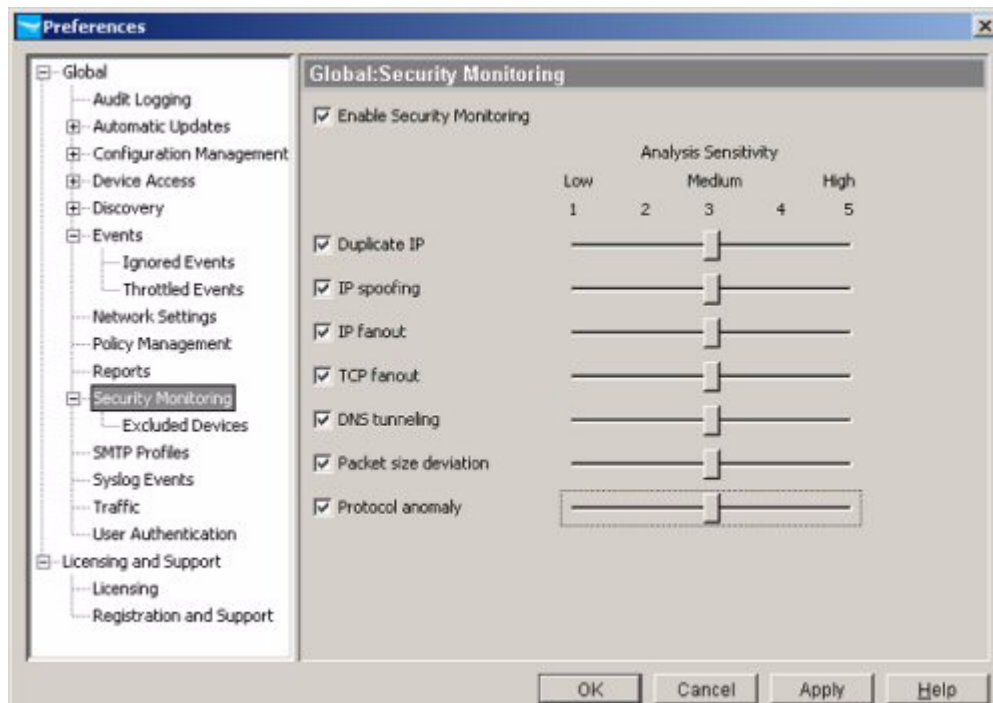 Preferences
Global
Audit Logging
Automatic Updates
Configuration Management
Device Access
Discovery
Events
Ignored Events
Throttled Events
Network Settings
Policy Management
Reports
Security Monitoring
Excluded Devices
SMTP Profiles
Syslog Events
Traffic
User Authentication
Licensing and Support
Licensing
Registration and Support
Global:Security Monitoring
Enable Security Monitoring
Analysis Sensitivity
Low Medium High
1 2 3 4 5
Duplicate IP
IP spoofing
IP fanout
TCP fanout
DNS tunneling
Packet size deviation
Protocol anomaly
OK Cancel Apply Help